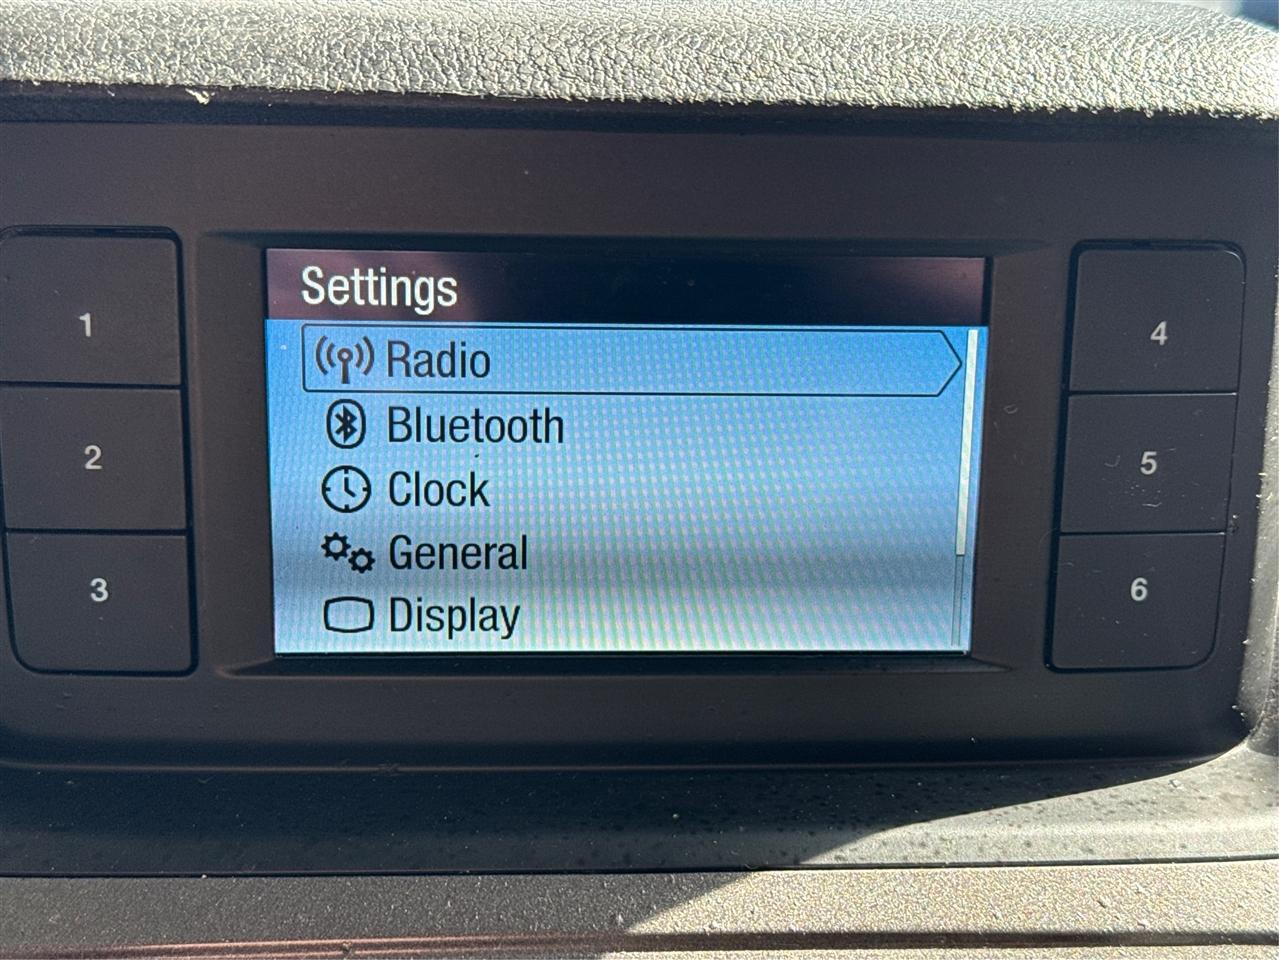 Settings
Radio
Bluetooth
Clock
General
Display
1
2
3
4
5
6